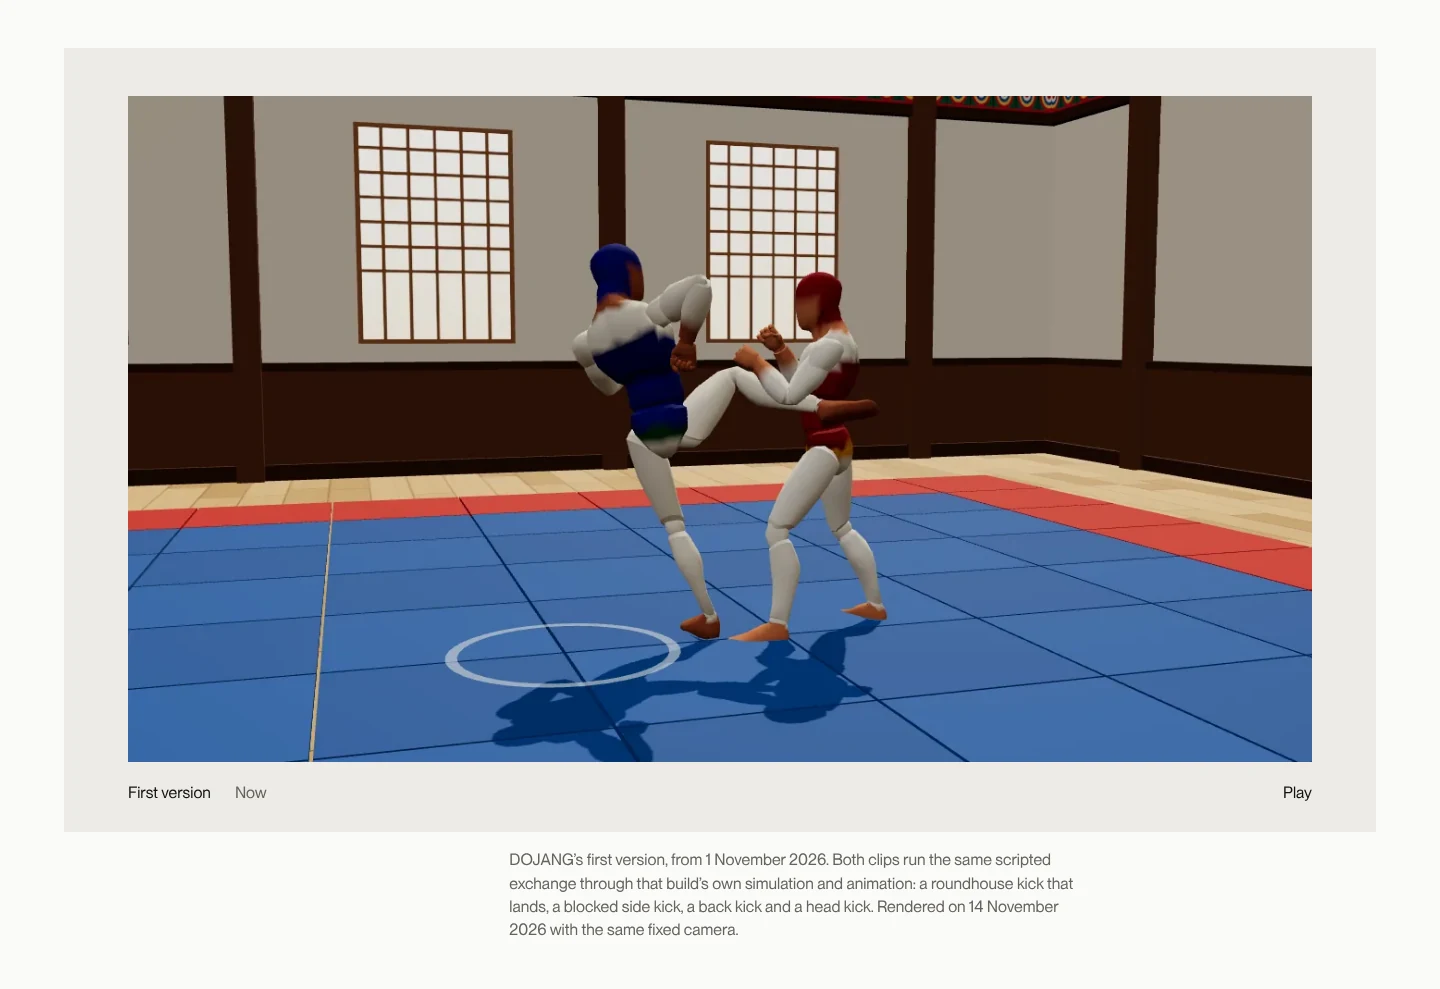 First version
Now
Play
DOJANG’s first version, from 1 November 2026. Both clips run the same scripted
exchange through that build’s own simulation and animation: a roundhouse kick that
lands, a blocked side kick, a back kick and a head kick. Rendered on 14 November
2026 with the same fixed camera.